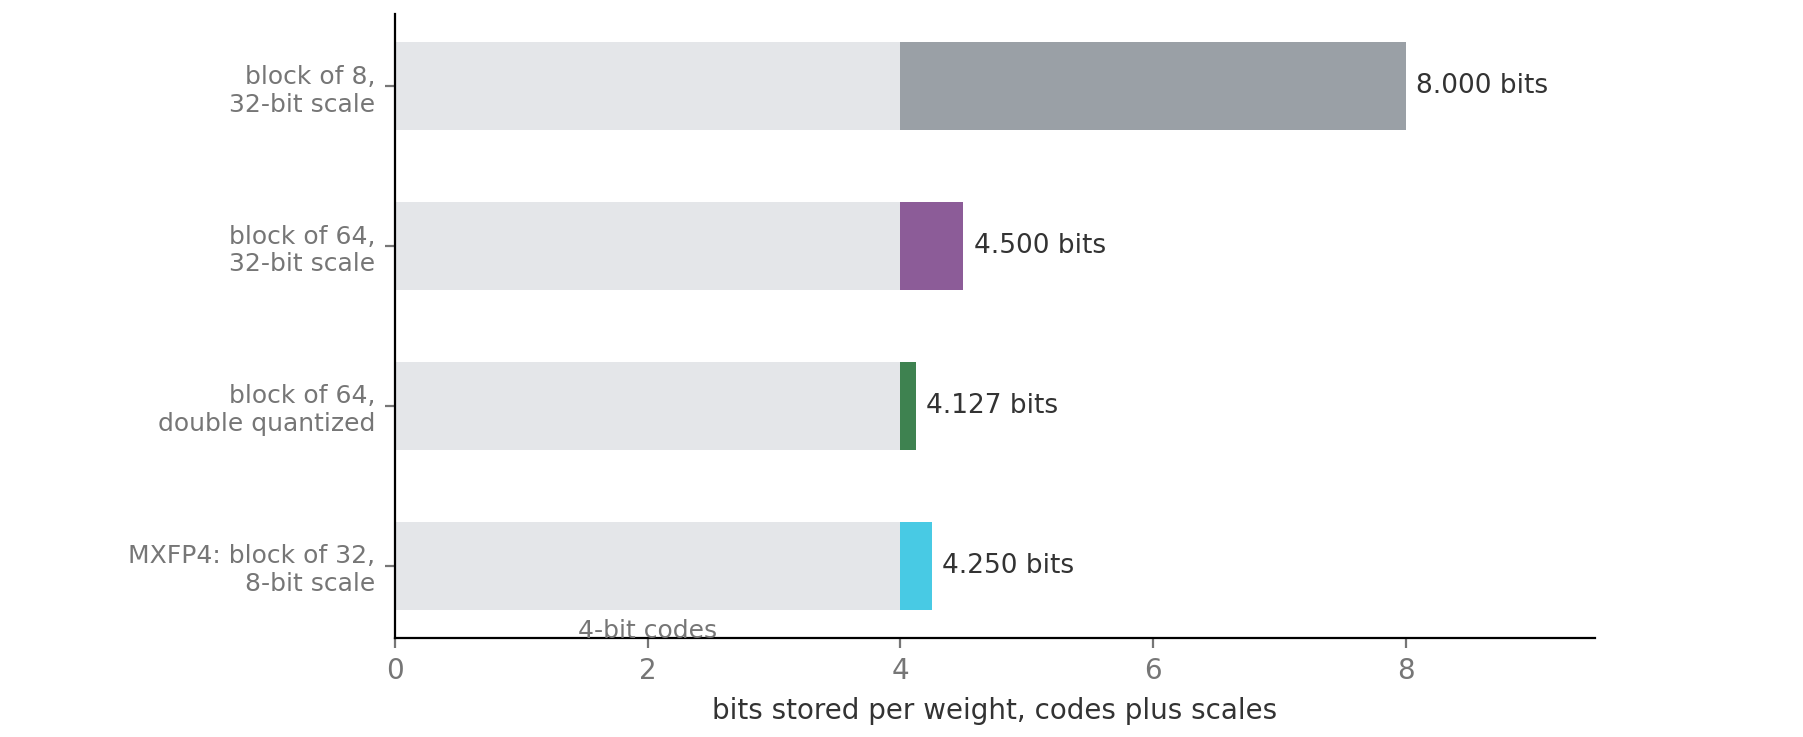 block of 8,
32-bit scale
8.000 bits
block of 64,
32-bit scale
4.500 bits
block of 64,
double quantized
4.127 bits
MXFP4: block of 32,
8-bit scale
4.250 bits
4-bit codes
0 2 4 6 8
bits stored per weight, codes plus scales